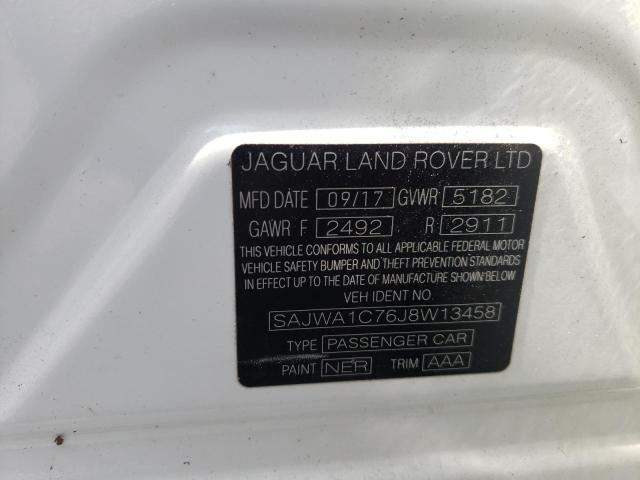 JAGUAR LAND ROVER LTD
MFD DATE 09/17 GVWR 5182
GAWR F 2492 R 2911
THIS VEHICLE CONFORMS TO ALL APPLICABLE FEDERAL MOTOR
VEHICLE SAFETY BUMPER AND THEFT PREVENTION STANDARDS
IN EFFECT UP TO THE DATE OF MANUFACTURE SHOWN BELOW
VEH IDENT NO.
SAJWA1C76J8W13458
TYPE PASSENGER CAR
PAINT NER TRIM AAA